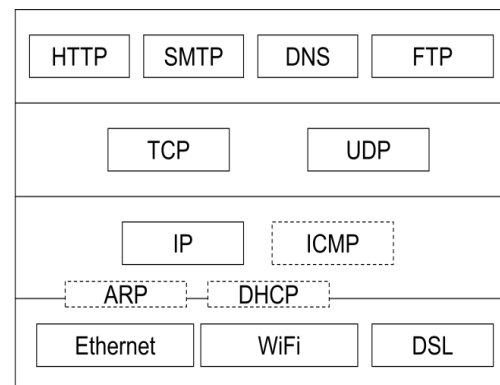 HTTP SMTP DNS FTP
TCP UDP
IP ICMP
ARP DHCP
Ethernet WiFi DSL